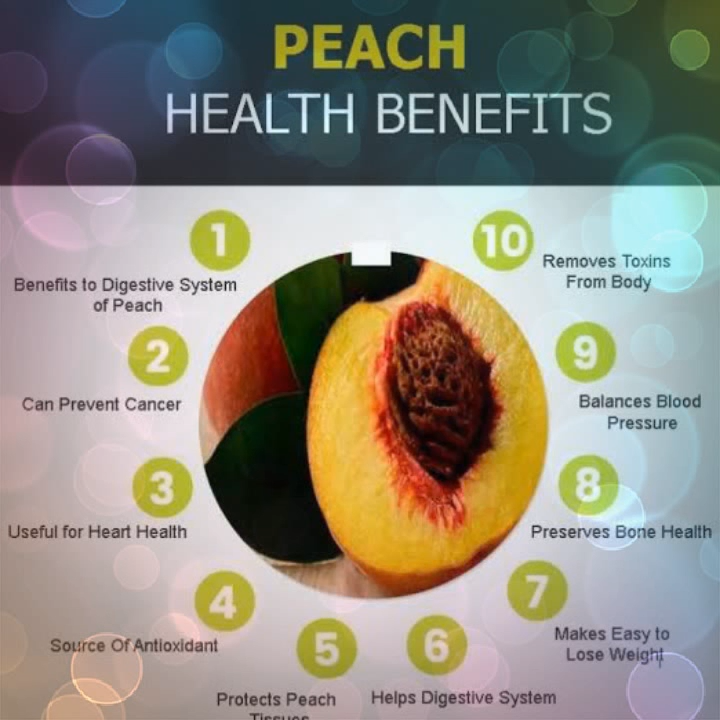 PEACH
HEALTH BENEFITS
1
Benefits to Digestive System
of Peach
2
Can Prevent Cancer
3
Useful for Heart Health
4
Source Of Antioxidant
5
Protects Peach
Tissues
6
Helps Digestive System
7
Makes Easy to
Lose Weight
8
Preserves Bone Health
9
Balances Blood
Pressure
10
Removes Toxins
From Body